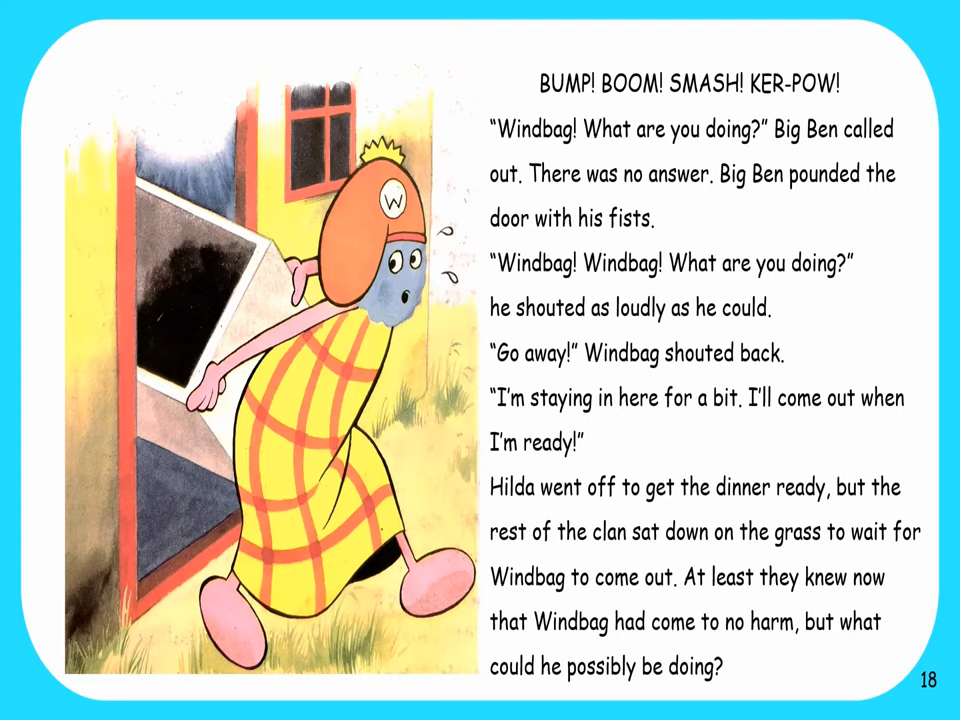 BUMP! BOOM! SMASH! KER-POW!
“Windbag! What are you doing?” Big Ben called
out. There was no answer. Big Ben pounded the
door with his fists.
“Windbag! Windbag! What are you doing?”
he shouted as loudly as he could.
“Go away!” Windbag shouted back.
“I’m staying in here for a bit. I’ll come out when
I’m ready!”
Hilda went off to get the dinner ready, but the
rest of the clan sat down on the grass to wait for
Windbag to come out. At least they knew now
that Windbag had come to no harm, but what
could he possibly be doing?
W
18